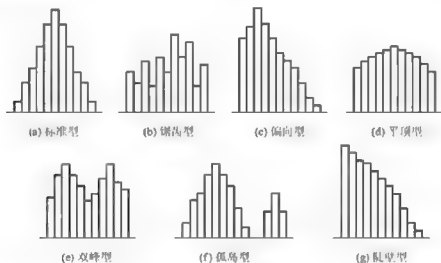 (a) 标准型
(b) 锯齿型
(c) 偏向型
(d) 平顶型
(e) 双峰型
(f) 孤岛型
(g) 陡壁型